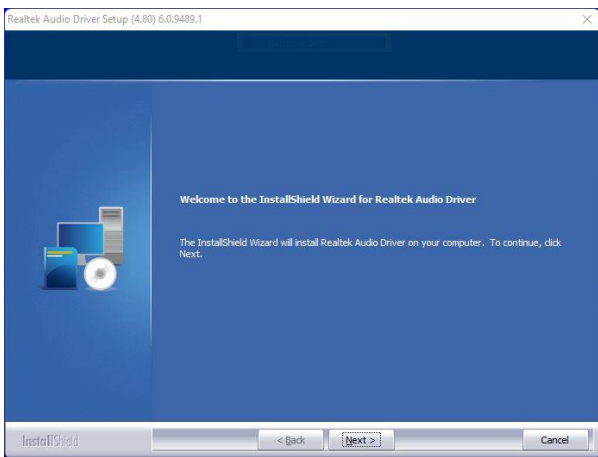 Realtek Audio Driver Setup (4.80) 6.0.9489.1
Welcome to the InstallShield Wizard for Realtek Audio Driver
The InstallShield Wizard will install Realtek Audio Driver on your computer. To continue, click
Next.
InstallShield
< Back
Next >
Cancel